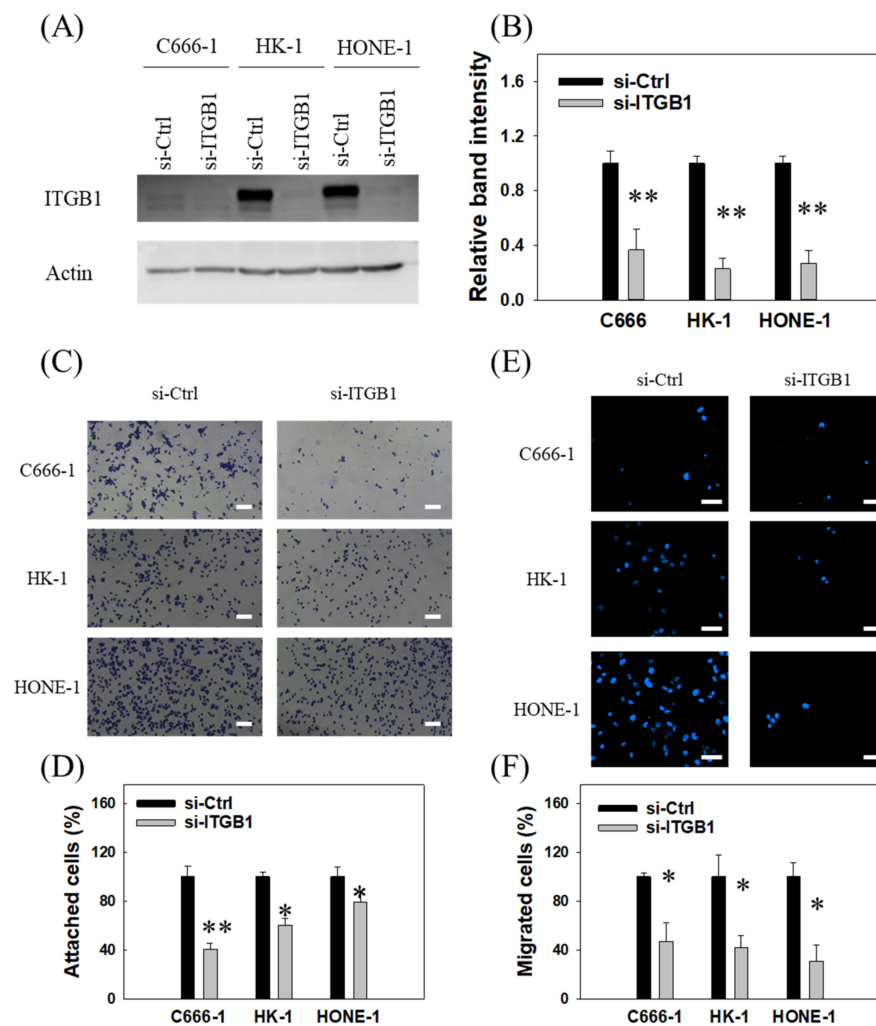 (A)
C666-1 HK-1 HONE-1
si-Ctrl si-ITGB1 si-Ctrl si-ITGB1 si-Ctrl si-ITGB1
ITGB1
Actin
(B)
Relative band intensity
1.6
1.2
0.8
0.4
0.0
si-Ctrl
si-ITGB1
** ** **
C666 HK-1 HONE-1
(C)
si-Ctrl si-ITGB1
C666-1
HK-1
HONE-1
(E)
si-Ctrl si-ITGB1
C666-1
HK-1
HONE-1
(D)
Attached cells (%)
160
120
80
40
0
si-Ctrl
si-ITGB1
** * *
C666-1 HK-1 HONE-1
(F)
Migrated cells (%)
160
120
80
40
0
si-Ctrl
si-ITGB1
* * *
C666-1 HK-1 HONE-1